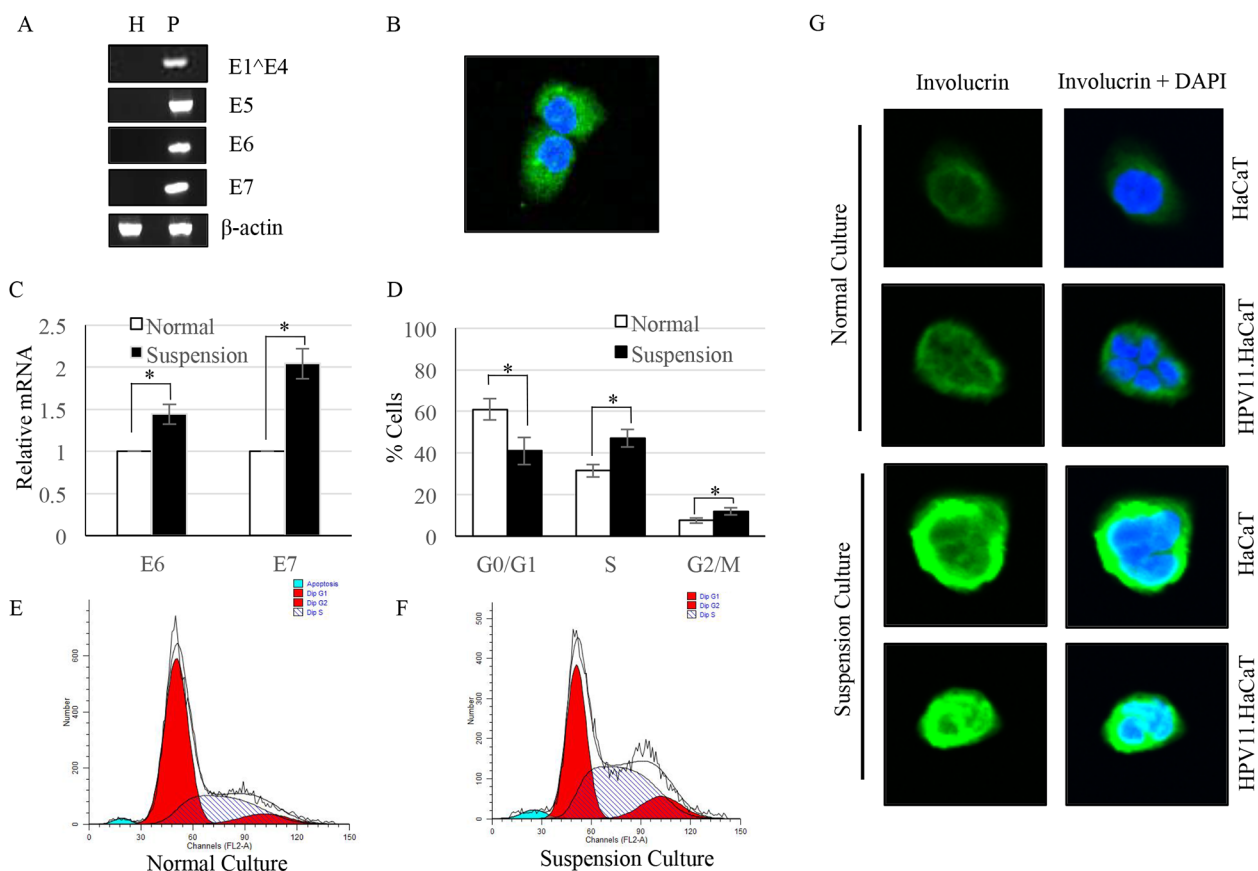 A
H P
E1^E4
E5
E6
E7
β-actin
B
C
Relative mRNA
2.5
2
1.5
1
0.5
0
Normal
Suspension
*
*
E6
E7
D
% Cells
100
80
60
40
20
0
Normal
Suspension
*
*
*
G0/G1
S
G2/M
E
Apoptosis
Dip G1
Dip G2
Dip S
Number
600
400
200
0
0 30 60 90 120 150
Channels (FL2-A)
Normal Culture
F
Dip G1
Dip G2
Dip S
Number
500
400
300
200
100
0
0 30 60 90 120 150
Channels (FL2-A)
Suspension Culture
G
Involucrin
Involucrin + DAPI
Normal Culture
HaCaT
HPV11.HaCaT
Suspension Culture
HaCaT
HPV11.HaCaT